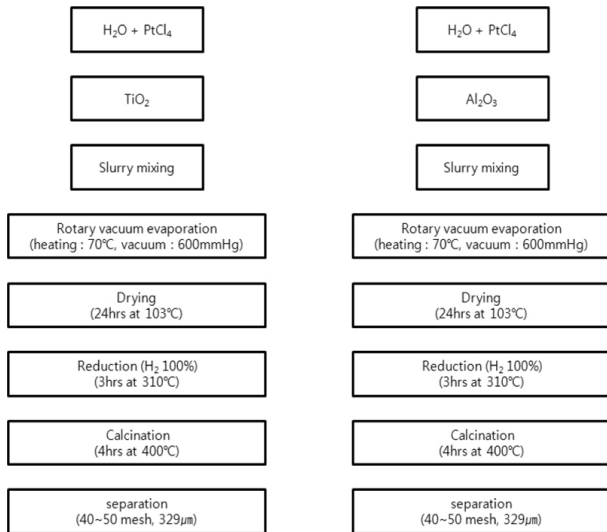 H₂O + PtCl₄
TiO₂
Slurry mixing
Rotary vacuum evaporation
(heating : 70℃, vacuum : 600mmHg)
Drying
(24hrs at 103℃)
Reduction (H₂ 100%)
(3hrs at 310℃)
Calcination
(4hrs at 400℃)
separation
(40~50 mesh, 329㎛)
H₂O + PtCl₄
Al₂O₃
Slurry mixing
Rotary vacuum evaporation
(heating : 70℃, vacuum : 600mmHg)
Drying
(24hrs at 103℃)
Reduction (H₂ 100%)
(3hrs at 310℃)
Calcination
(4hrs at 400℃)
separation
(40~50 mesh, 329㎛)